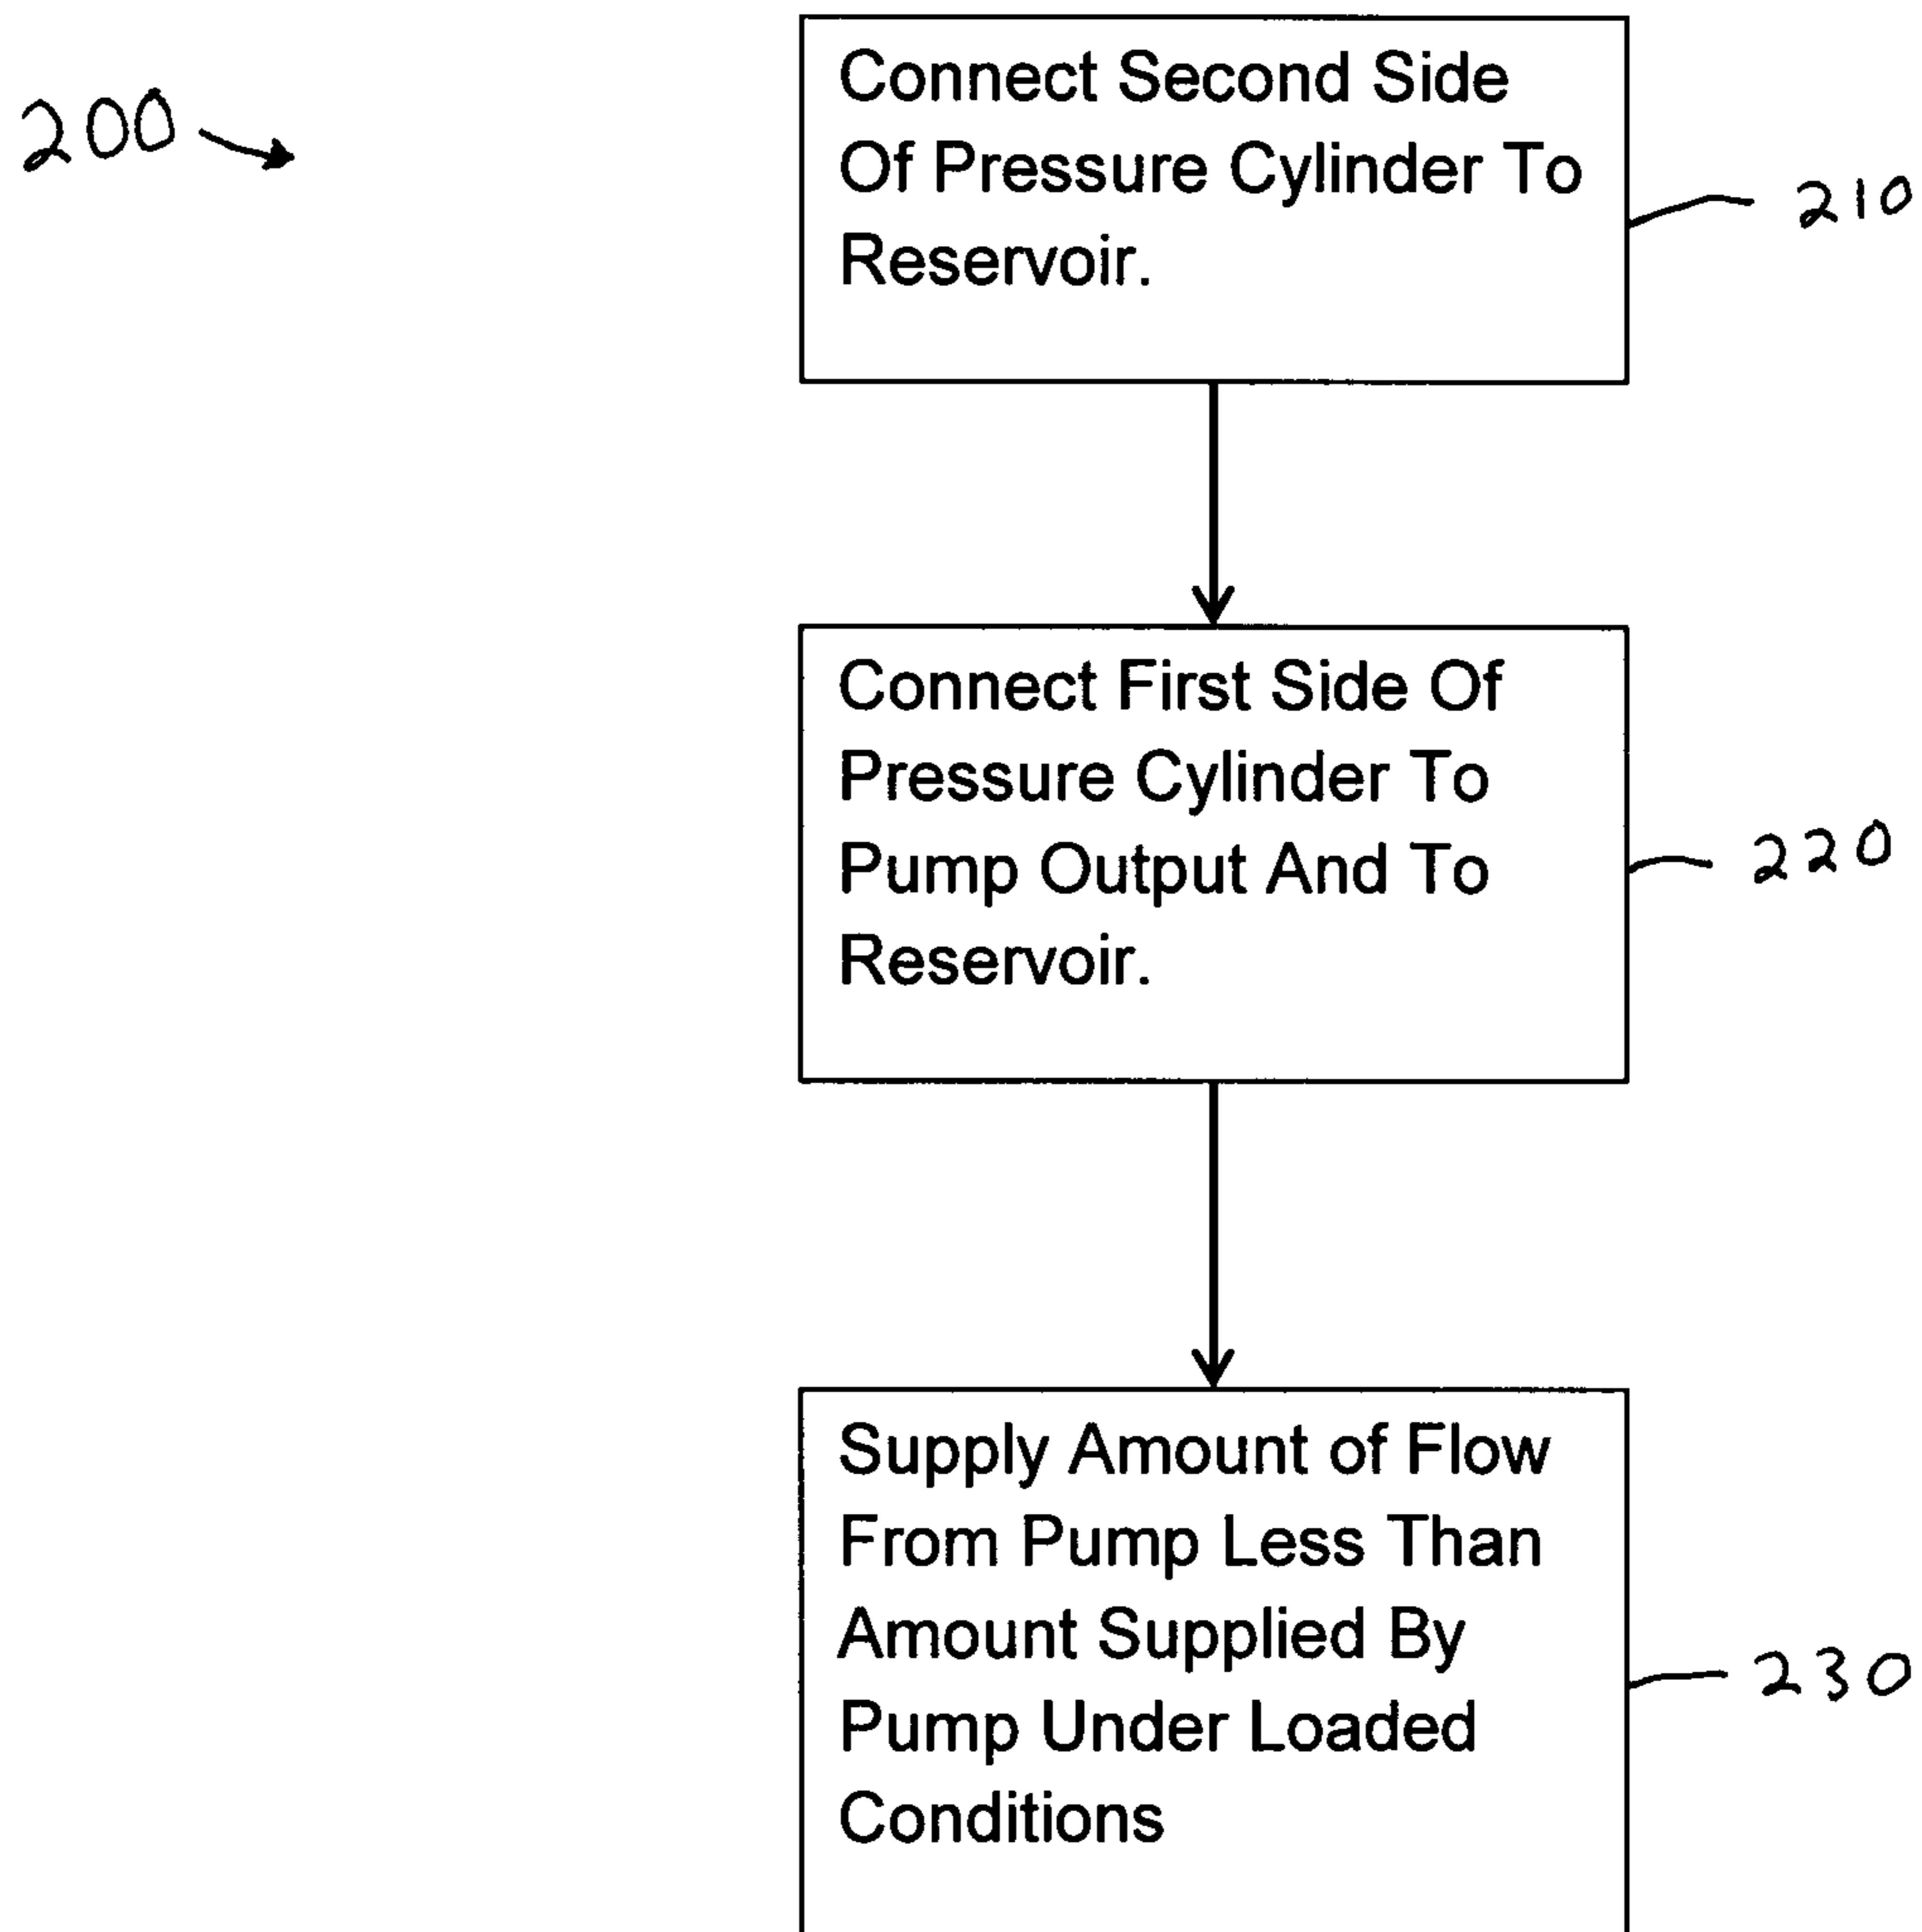 200
Connect Second Side
Of Pressure Cylinder To
Reservoir.
210
Connect First Side Of
Pressure Cylinder To
Pump Output And To
Reservoir.
220
Supply Amount of Flow
From Pump Less Than
Amount Supplied By
Pump Under Loaded
Conditions
230